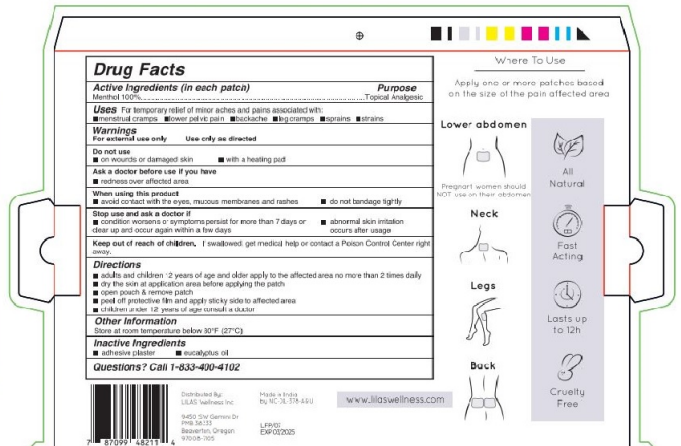 Drug Facts
Active Ingredients (in each patch) Purpose
Menthol 100%.....Topical Analgesic
Uses For temporary relief of minor aches and pains associated with:
■ menstrual cramps ■ lower pelvic pain ■ backache ■ leg cramps ■ sprains ■ strains
Warnings
For external use only Use only as directed
Do not use
■ on wounds or damaged skin ■ with a heating pad
Ask a doctor before use if you have
■ redness over affected area
When using this product
■ avoid contact with the eyes, mucous membranes and rashes ■ do not bandage tightly
Stop use and ask a doctor if
■ condition worsens or symptoms persist for more than 7 days or ■ abnormal skin irritation
clear up and occur again within a few days occurs after usage
Keep out of reach of children. If swallowed, get medical help or contact a Poison Control Center right
away.
Directions
■ adults and children 12 years of age and older apply to the affected area no more than 2 times daily
■ dry the skin at application area before applying the patch
■ open pouch & remove patch
■ peel off protective film and apply sticky side to affected area
■ children under 12 years of age consult a doctor
Other Information
Store at room temperature below 80°F (27°C)
Inactive Ingredients
■ adhesive plaster ■ eucalyptus oil
Questions? Call 1-833-400-4102
Where To Use
Apply one or more patches based
on the size of the pain affected area
Lower abdomen
Pregnant women should
NOT use on their abdomen
Neck
Legs
Back
All
Natural
Fast
Acting
Lasts up
to 12h
Cruelty
Free
7 87099 48211 4
Distributed By:
LILAS Wellness Inc
9450 SW Gemini Dr
PMB 36133
Beaverton, Oregon
97008-7105
Made in India
EXP 03/2025
www.lilaswellness.com